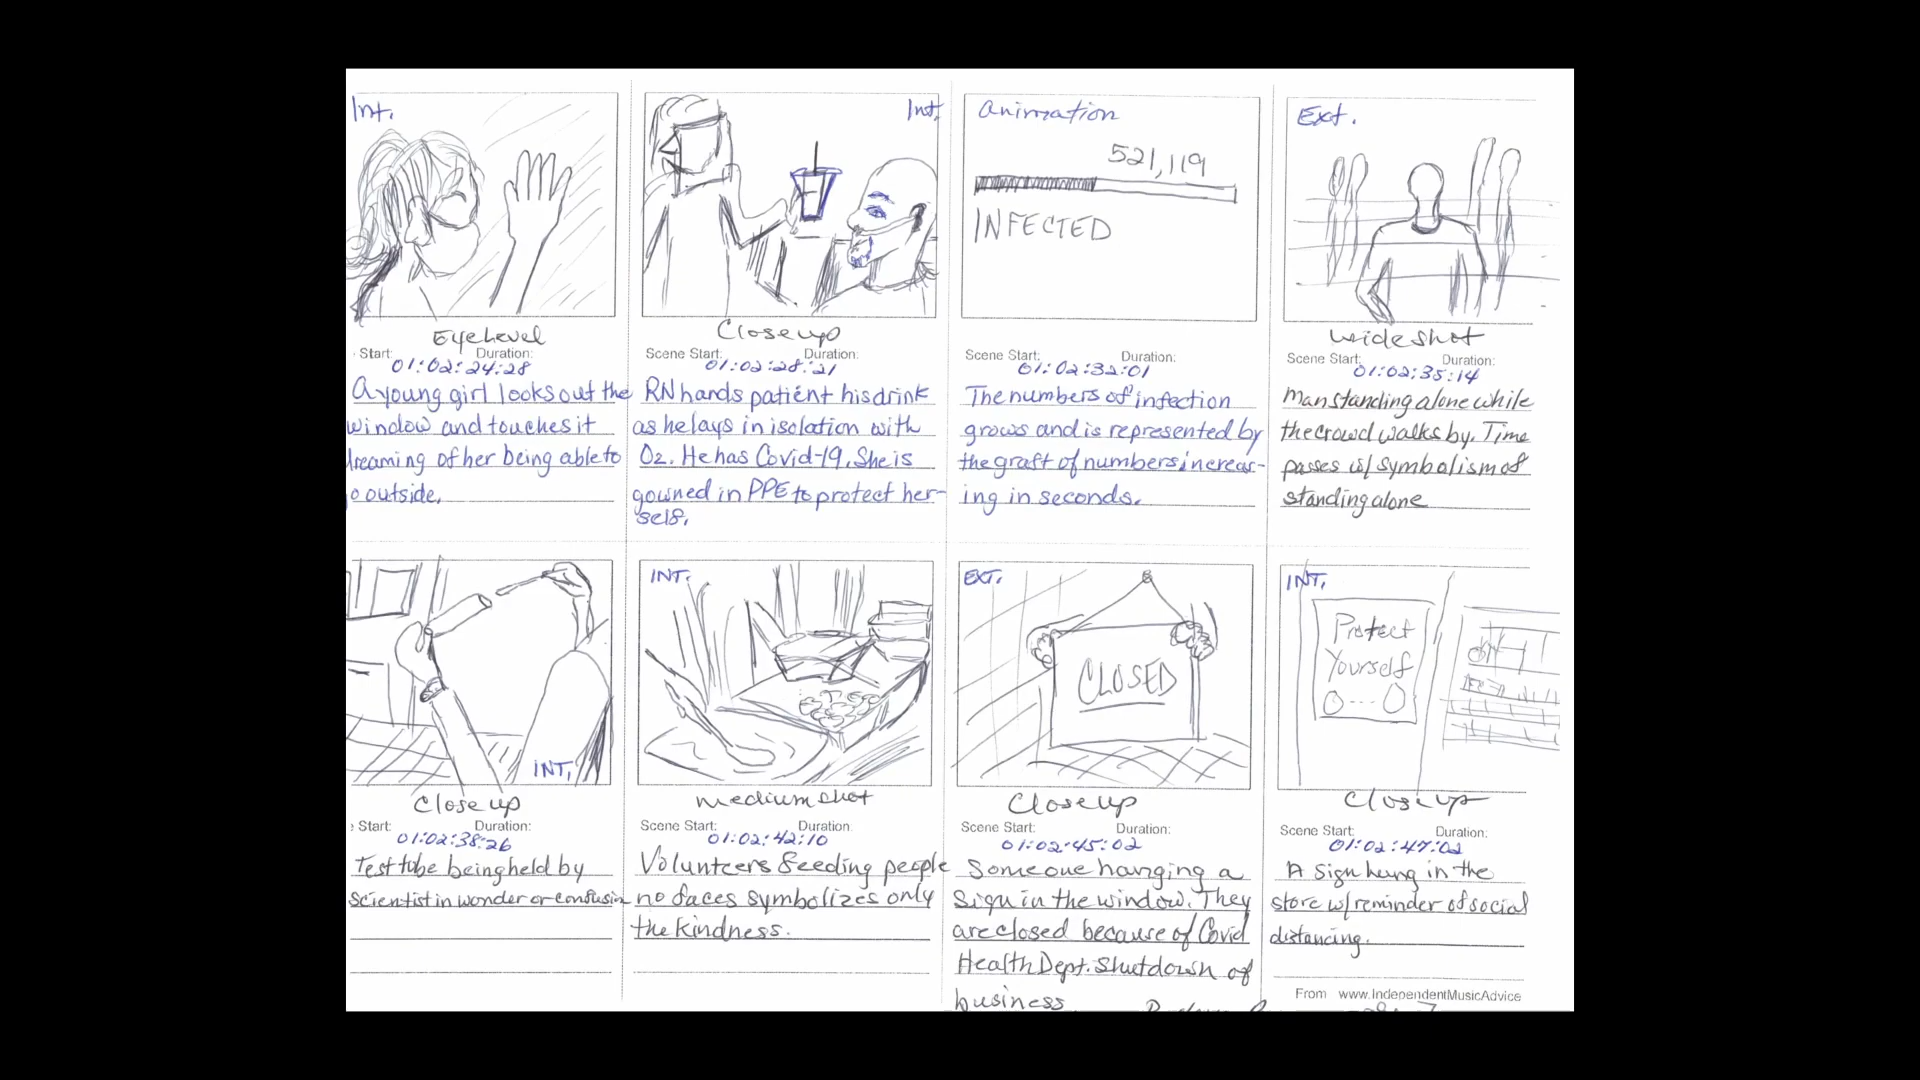 Int.
Eye Level
Start: Duration:
01:02:24:28
A young girl looks out the
window and touches it
dreaming of her being able to
o outside.
Int.
Close up
Scene Start: Duration:
01:02:28:21
RN hands patient his drink
as he lays in isolation with
O2. He has Covid-19. She is
gowned in PPE to protect her-
self.
Animation
521,119
INFECTED
Scene Start: Duration:
01:02:32:01
The numbers of infection
grows and is represented by
the graft of numbers increas-
ing in seconds.
Ext.
wide shot
Scene Start: Duration:
01:02:35:14
Man standing alone while
the crowd walks by. Time
passes w/ symbolism of
standing alone
INT.
Close up
Start: Duration:
01:02:38:26
Test tube being held by
scientist in wonder or confusion
INT.
Medium shot
Scene Start: Duration:
01:02:42:10
Volunteers feeding people
no faces symbolizes only
the kindness.
EXT.
CLOSED
Close up
Scene Start: Duration:
01:02:45:02
Someone hanging a
sign in the window. They
are closed because of Covid
Health Dept. Shutdown of
business
INT.
Protect
Yourself
O---O
Close up
Scene Start: Duration:
01:02:47:02
A sign hung in the
store w/ reminder of social
distancing.
From www.IndependentMusicAdvice